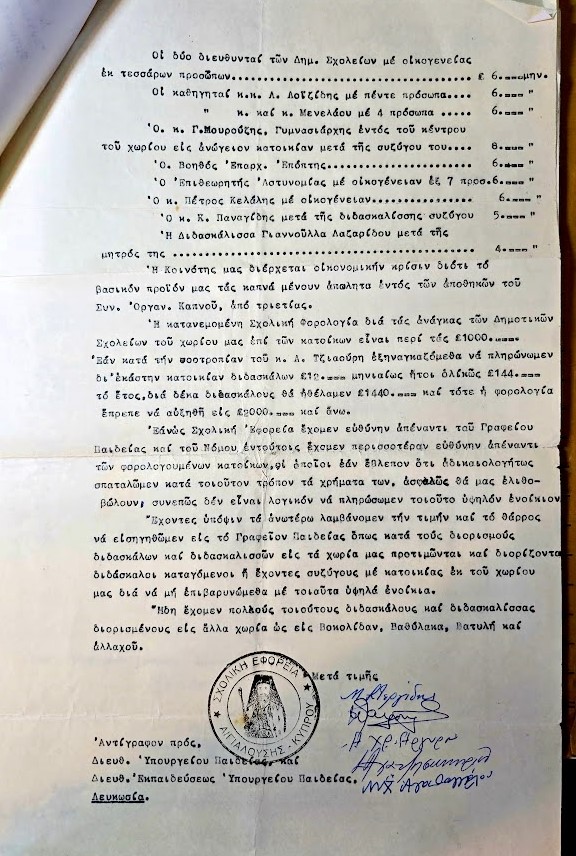 Οἱ δύο διευθυνταί τῶν Δημ. Σχολείων μέ οἰκογενείας
ἐκ τεσσάρων προσώπων................................ £ 6.---μην.
Οἱ καθηγηταί κ.κ. Λ. Λοϊζίδης μέ πέντε πρόσωπα.... 6.--- "
" κ. καί κ. Μενελάου μέ 4 πρόσωπα ..... 6.--- "
Ὁ. κ. Γ.Μουρούζης, Γυμνασιάρχης ἐντός τοῦ κέντρου
τοῦ χωρίου εἰς ἀνώγειον κατοικίαν μετά τῆς συζύγου του.... 8.--- "
Ὁ. Βοηθός Ἐπαρχ. Ἐπόπτης...................... 6.--- "
Ὁ Ἐπιθεωρητής Ἀστυνομίας μέ οἰκογένειαν ἐξ 7 προσ.6.--- "
Ὁ κ. Πέτρος Κελάλης μέ οἰκογένειαν............... 6.--- "
Ὁ κ. Κ. Παναγίδης μετά τῆς διδασκαλίσσης συζύγου 5.--- "
Ἡ Διδασκάλισσα Γιαννοῦλλα Λαζαρίδου μετά τῆς
μητρός της ........................................ 4.--- "
Ἡ Κοινότης μας διέρχεται οἰκονομικήν κρίσιν διότι τό
βασικόν προϊόν μας τάς καπνά μένουν ἀπώλητα ἐντός τῶν ἀποθηκῶν τοῦ
Συν. Ὀργαν. Καπνοῦ, ἀπό τριετίας.
Ἡ κατανεμομένη Σχολική Φορολογία διά τάς ἀνάγκας τῶν Δημοτικῶν
Σχολείων τοῦ χωρίου μας ἐπί τῶν κατοίκων εἶναι περί τάς £1000.---.
Ἐάν κατά τήν φοοτροπίαν τοῦ κ. Λ. Τζιαούρη ἐξηναγκαζόμεθα νά πληρώνωμεν
δι᾽ἑκάστην κατοικίαν διδασκάλων £12.--- μηνιαίως ἤτοι ὁλικῶς £144.---
τό ἔτος,διά δέκα διδασκάλους θά ἠθέλαμεν £1440.--- καί τότε ἡ φορολογία
ἔπρεπε νά αὐξηθῆ εἰς £2000.--- καί ἄνω.
Ἐάνώς Σχολική Ἐφορεία ἔχομεν εὐθύνην ἀπέναντι τοῦ Γραφείου
Παιδείας καί τοῦ Νόμου ἐντούτοις ἔχομεν περισσοτέραν εὐθύνην ἀπέναντι
τῶν φορολογουμένων κατοίκων,οἱ ὁποῖοι ἐάν ἔβλεπον ὅτι ἀδικαιολογήτως
σπαταλῶμεν κατά τοιοῦτον τρόπον τά χρήματα των, ἀσφαλῶς θά μας ἐλιθο-
βώλουν, συνεπῶς δέν εἶναι λογικόν νά πληρώσωμεν τοιοῦτο ὑψηλόν ἐνοίκιον
Ἔχοντες ὑπόψιν τά ἀνωτέρω λαμβάνομεν τήν τιμήν καί τό θάρρος
νά εἰσηγηθῶμεν εἰς τό Γραφεῖον Παιδείας ὅπως κατά τούς διορισμούς
διδασκάλων καί διδασκαλισσῶν εἰς τά χωρία μας προτιμῶνται καί διορίζονται
διδάσκαλοι καταγόμενοι ἤ ἔχοντες συζύγους μέ κατοικίας ἐκ τοῦ χωρίου
μας διά νά μή ἐπιβαρυνώμεθα μέ τοιαῦτα ὑψηλά ἐνοίκια.
Ἤδη ἔχομεν πολλούς τοιούτους διδασκάλους καί διδασκαλίσσας
διορισμένους εἰς ἄλλα χωρία ὡς εἰς Βοκολίδαν, Βαθύλακα, Βατυλή καί
ἀλλαχοῦ.
Μετά τιμῆς
ΣΧΟΛΙΚΗ ΕΦΟΡΕΙΑ
ΑΙΓΙΑΛΟΥΣΗΣ - ΚΥΠΡΟΥ
Ἀντίγραφον πρός,
Διευθ. Ὑπουργείου Παιδείας, καί
Διευθ.Ἐκπαιδεύσεως Ὑπουργείου Παιδείας.
Λευκωσία.